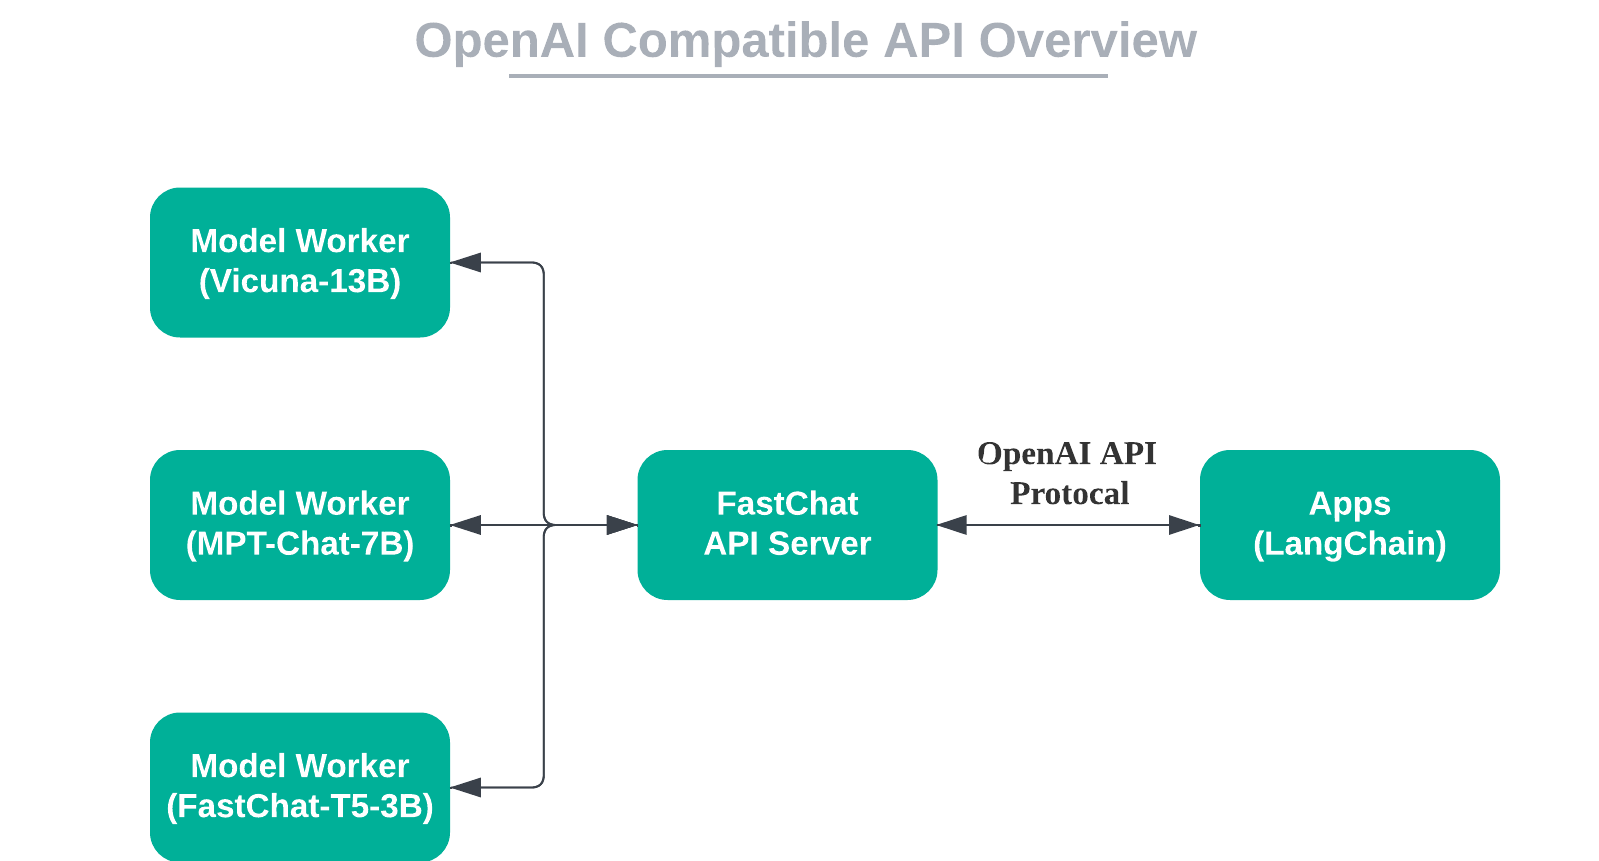 OpenAI Compatible API Overview
Model Worker
(Vicuna-13B)
Model Worker
(MPT-Chat-7B)
FastChat
API Server
OpenAI API
Protocal
Apps
(LangChain)
Model Worker
(FastChat-T5-3B)